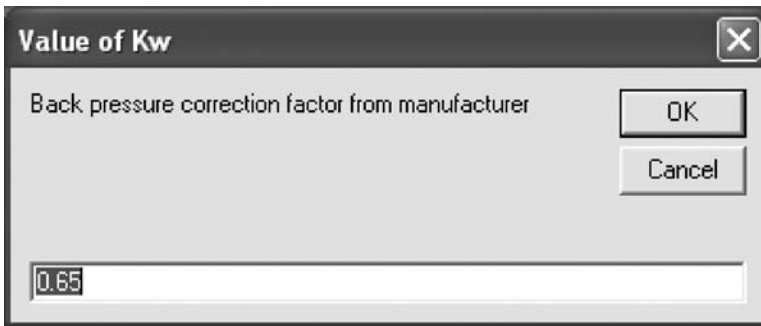 Value of Kw
Back pressure correction factor from manufacturer
OK
Cancel
0.65